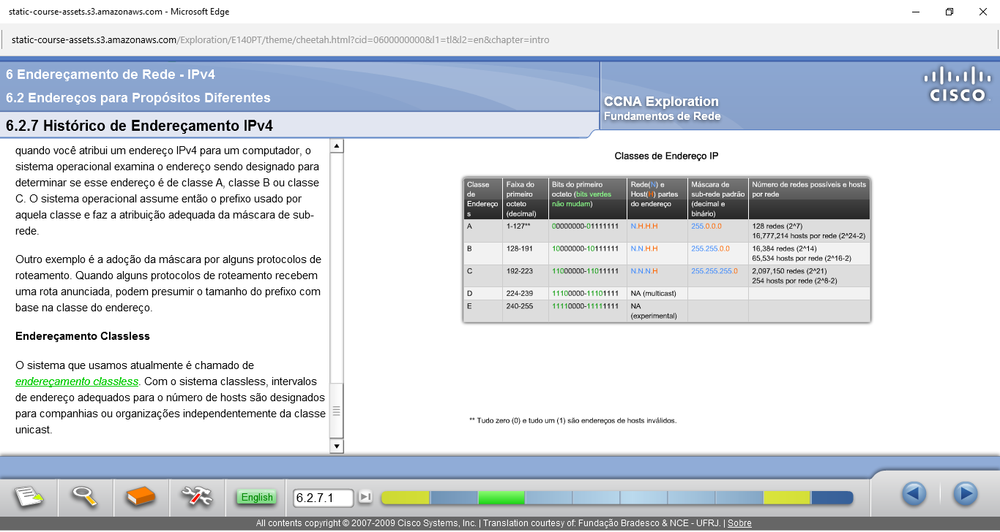 static-course-assets.s3.amazonaws.com - Microsoft Edge
static-course-assets.s3.amazonaws.com/Exploration/E140PT/theme/cheetah.html?cid=0600000000&l1=tl&l2=en&chapter=intro
6 Endereçamento de Rede - IPv4
6.2 Endereços para Propósitos Diferentes
6.2.7 Histórico de Endereçamento IPv4
CCNA Exploration
Fundamentos de Rede
CISCO
quando você atribui um endereço IPv4 para um computador, o
sistema operacional examina o endereço sendo designado para
determinar se esse endereço é de classe A, classe B ou classe
C. O sistema operacional assume então o prefixo usado por
aquela classe e faz a atribuição adequada da máscara de sub-
rede.
Outro exemplo é a adoção da máscara por alguns protocolos de
roteamento. Quando alguns protocolos de roteamento recebem
uma rota anunciada, podem presumir o tamanho do prefixo com
base na classe do endereço.
Endereçamento Classless
O sistema que usamos atualmente é chamado de
endereçamento classless. Com o sistema classless, intervalos
de endereço adequados para o número de hosts são designados
para companhias ou organizações independentemente da classe
unicast.
Classes de Endereço IP
Classe
de
Endereço
s
Faixa do
primeiro
octeto
(decimal)
Bits do primeiro
octeto (bits verdes
não mudam)
Rede(N) e
Host(H) partes
do endereço
Máscara de
sub-rede padrão
(decimal e
binário)
Número de redes possíveis e hosts
por rede
A
1-127**
00000000-01111111
N.H.H.H
255.0.0.0
128 redes (2^7)
16,777,214 hosts por rede (2^24-2)
B
128-191
10000000-10111111
N.N.H.H
255.255.0.0
16,384 redes (2^14)
65,534 hosts por rede (2^16-2)
C
192-223
11000000-11011111
N.N.N.H
255.255.255.0
2,097,150 redes (2^21)
254 hosts por rede (2^8-2)
D
224-239
11100000-11101111
NA (multicast)
E
240-255
11110000-11111111
NA
(experimental)
** Tudo zero (0) e tudo um (1) são endereços de hosts inválidos.
English
6.2.7.1
All contents copyright © 2007-2009 Cisco Systems, Inc. | Translation courtesy of: Fundação Bradesco & NCE - UFRJ. | Sobre